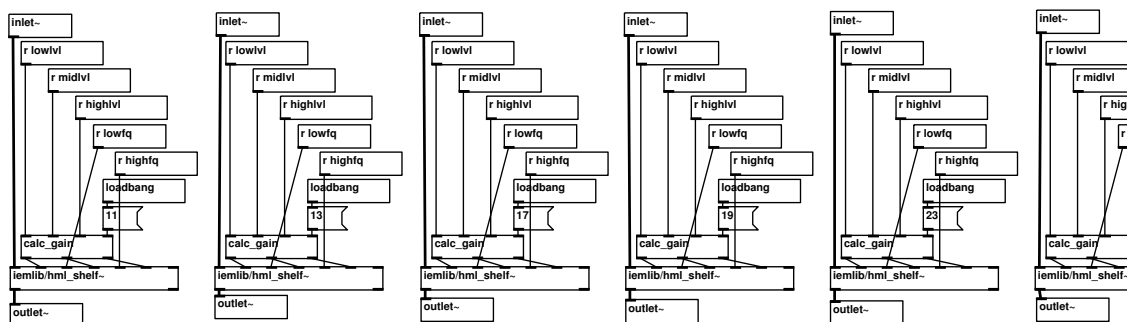 inlet~
r lowlvl
r midlvl
r highlvl
r lowfq
r highfq
loadbang
11
calc_gain
iemlib/hml_shelf~
outlet~
inlet~
r lowlvl
r midlvl
r highlvl
r lowfq
r highfq
loadbang
13
calc_gain
iemlib/hml_shelf~
outlet~
inlet~
r lowlvl
r midlvl
r highlvl
r lowfq
r highfq
loadbang
17
calc_gain
iemlib/hml_shelf~
outlet~
inlet~
r lowlvl
r midlvl
r highlvl
r lowfq
r highfq
loadbang
19
calc_gain
iemlib/hml_shelf~
outlet~
inlet~
r lowlvl
r midlvl
r highlvl
r lowfq
r highfq
loadbang
23
calc_gain
iemlib/hml_shelf~
outlet~
inlet~
r lowlvl
r midlvl
r hig
r
calc_gain
iemlib/hml_shelf~
outlet~